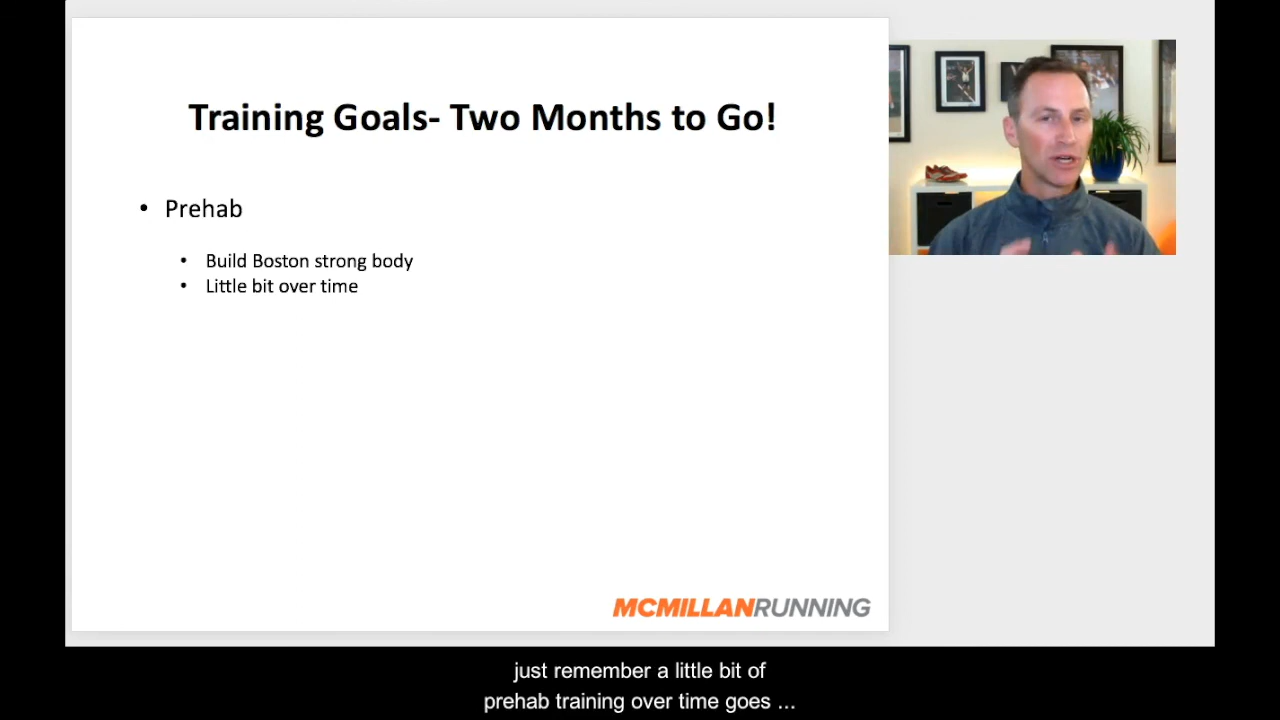 Training Goals- Two Months to Go!
• Prehab
• Build Boston strong body
• Little bit over time
MCMILLANRUNNING
just remember a little bit of
prehab training over time goes ...